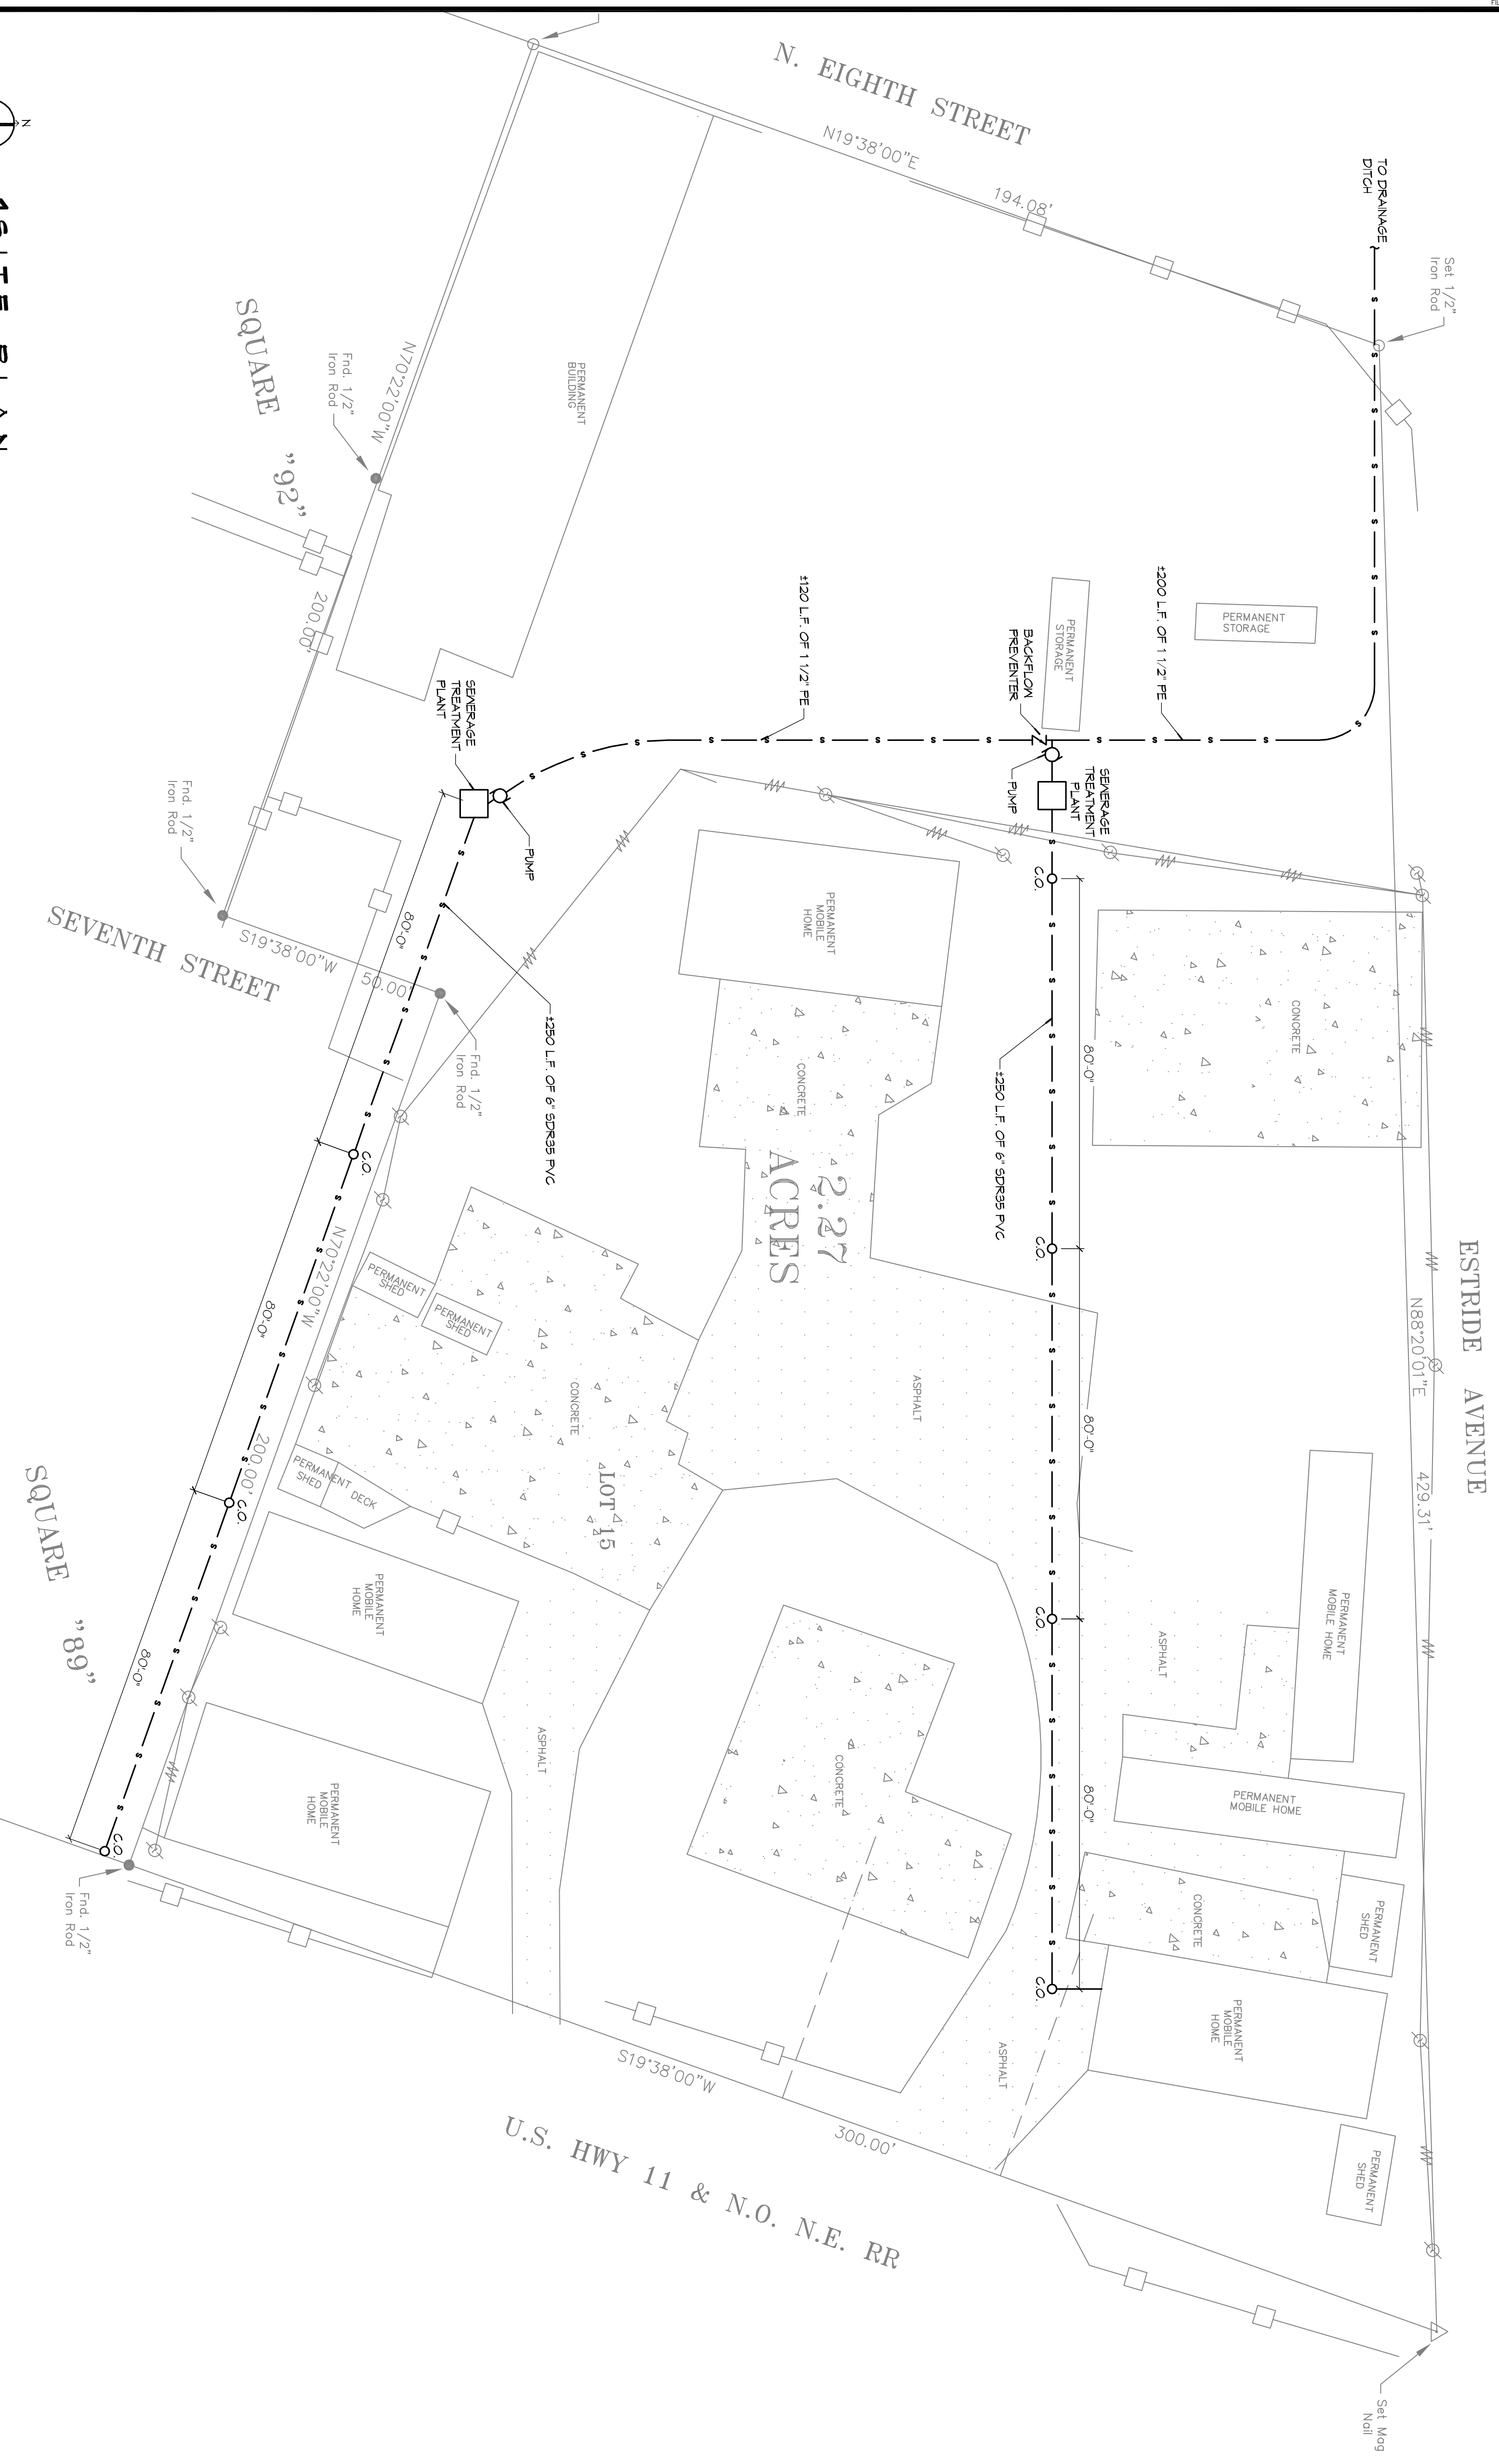 FIL
N. EIGHTH STREET
N19°38'00"E
194.08'
TO DRAINAGE
DITCH
Set 1/2"
Iron Rod
N
SITE PLAN
SQUARE "92"
Fnd. 1/2"
Iron Rod
N70°22'00"W
200.00'
PERMANENT
BUILDING
±120 L.F. OF 1 1/2" PE
BACKFLOW
PREVENTER
PERMANENT
STORAGE
±200 L.F. OF 1 1/2" PE
PERMANENT
STORAGE
SEWERAGE
TREATMENT
PLANT
PUMP
SEWERAGE
TREATMENT
PLANT
PUMP
C.O.
Fnd. 1/2"
Iron Rod
SEVENTH STREET
S19°38'00"W
50.00'
80'-0"
Fnd. 1/2"
Iron Rod
±250 L.F. OF 6" SDR35 PVC
PERMANENT
MOBILE
HOME
CONCRETE
CONCRETE
80'-0"
±250 L.F. OF 6" SDR35 PVC
2.27
ACRES
C.O.
C.O.
ESTRIDE AVENUE
N88°20'01"E
429.31'
N70°22'00"W
200.00'
80'-0"
PERMANENT
SHED
PERMANENT
SHED
CONCRETE
LOT 15
ASPHALT
80'-0"
C.O.
PERMANENT
SHED
DECK
C.O.
SQUARE "89"
80'-0"
PERMANENT
MOBILE
HOME
PERMANENT
MOBILE
HOME
ASPHALT
CONCRETE
ASPHALT
PERMANENT
MOBILE HOME
PERMANENT
MOBILE HOME
80'-0"
CONCRETE
PERMANENT
SHED
C.O.
C.O.
Fnd. 1/2"
Iron Rod
PERMANENT
MOBILE
HOME
ASPHALT
PERMANENT
SHED
S19°38'00"W
300.00'
U.S. HWY 11 & N.O. N.E. RR
Set Mag
Nail